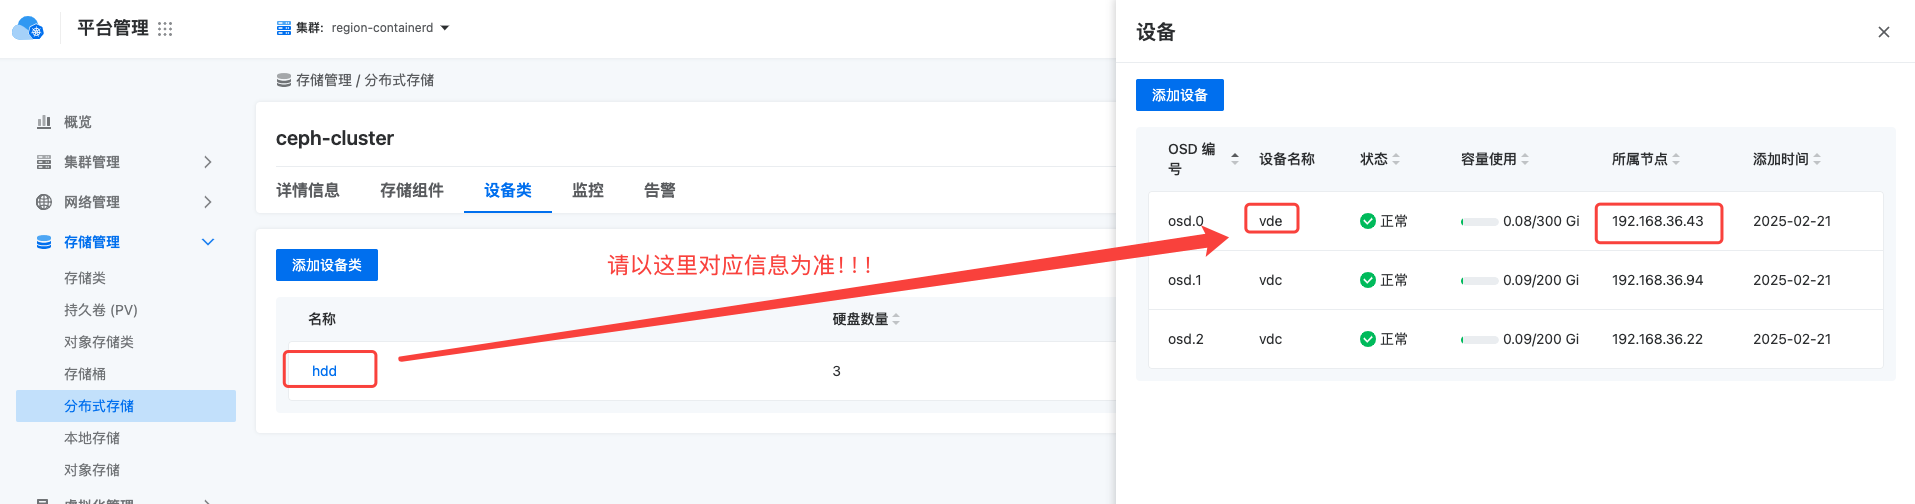 平台管理
集群: region-containerd
存储管理 / 分布式存储
概览
集群管理
网络管理
存储管理
存储类
持久卷 (PV)
对象存储类
存储桶
分布式存储
本地存储
对象存储
虚拟化管理
ceph-cluster
详情信息 存储组件 设备类 监控 告警
添加设备类
请以这里对应信息为准!!!
名称 硬盘数量
hdd 3
设备
添加设备
OSD 编号 设备名称 状态 容量使用 所属节点 添加时间
osd.0 vde 正常 0.08/300 Gi 192.168.36.43 2025-02-21
osd.1 vdc 正常 0.09/200 Gi 192.168.36.94 2025-02-21
osd.2 vdc 正常 0.09/200 Gi 192.168.36.22 2025-02-21